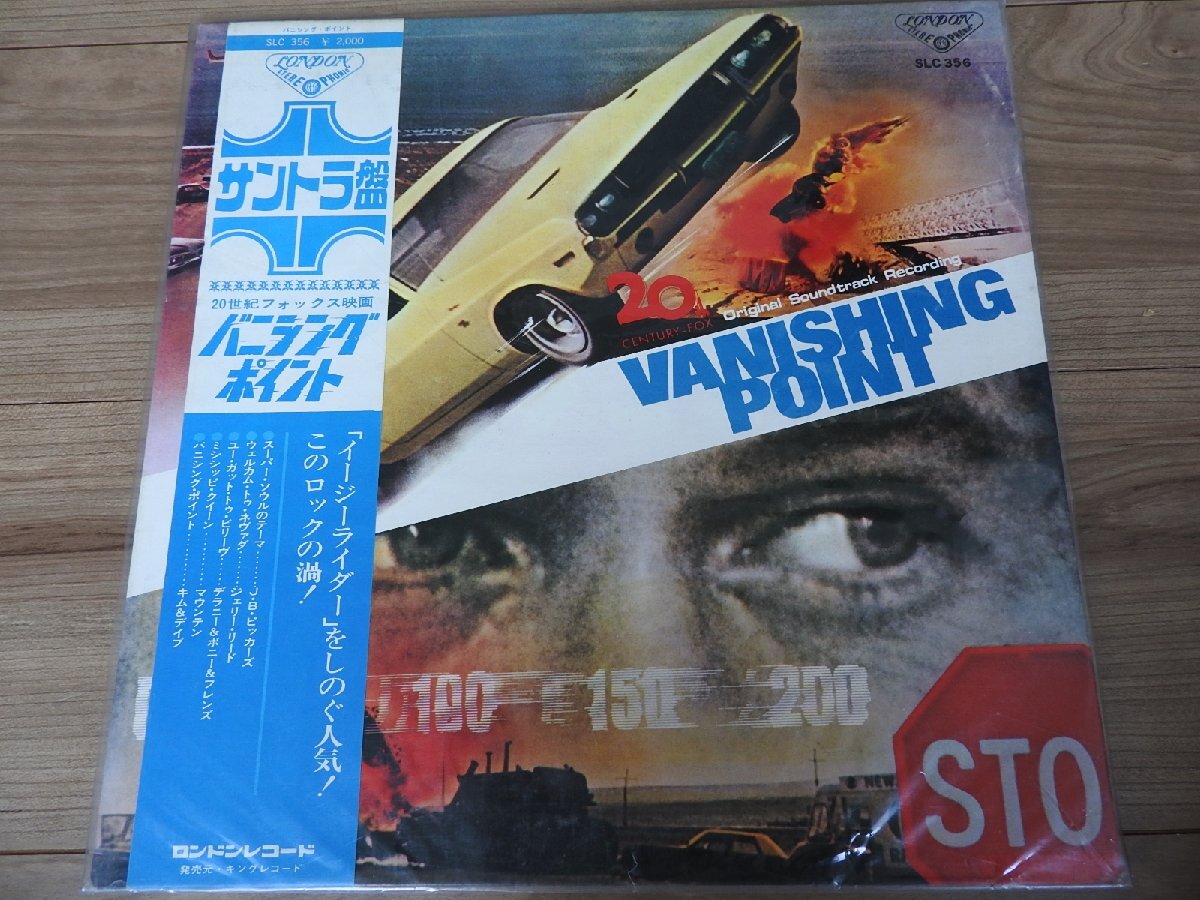 バニシング・ポイント
SLC 356 ¥ 2,000
LONDON
STEREO PHONIC
サントラ盤
20世紀フォックス映画
バニシング
ポイント
「イージーライダー」をしのぐ人気!
このロックの渦!
スーパー・ソウルのテーマ………J・B・ピッカーズ
ウェルカム・トゥ・ネヴァダ……ジェリー・リード
ユー・ガット・トゥ・ビリーヴ……デラニー&ボニー&フレンズ
ミシシッピ・クイーン…………マウンテン
バニシング・ポイント…………キム&デイブ
ロンドンレコード
発売元・キングレコード
LONDON
STEREO PHONIC
SLC 356
20th
CENTURY-FOX
Original Soundtrack Recording
VANISHING
POINT
100
150
200
NEW
STO